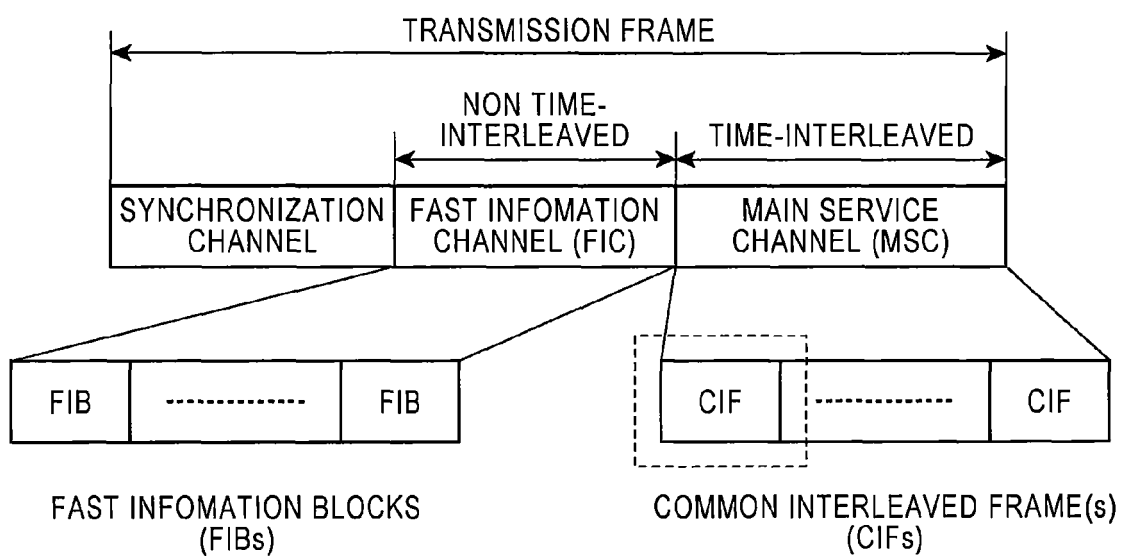 TRANSMISSION FRAME
NON TIME-
INTERLEAVED
TIME-INTERLEAVED
SYNCHRONIZATION
CHANNEL
FAST INFOMATION
CHANNEL (FIC)
MAIN SERVICE
CHANNEL (MSC)
FIB
FIB
CIF
CIF
FAST INFOMATION BLOCKS
(FIBs)
COMMON INTERLEAVED FRAME(s)
(CIFs)